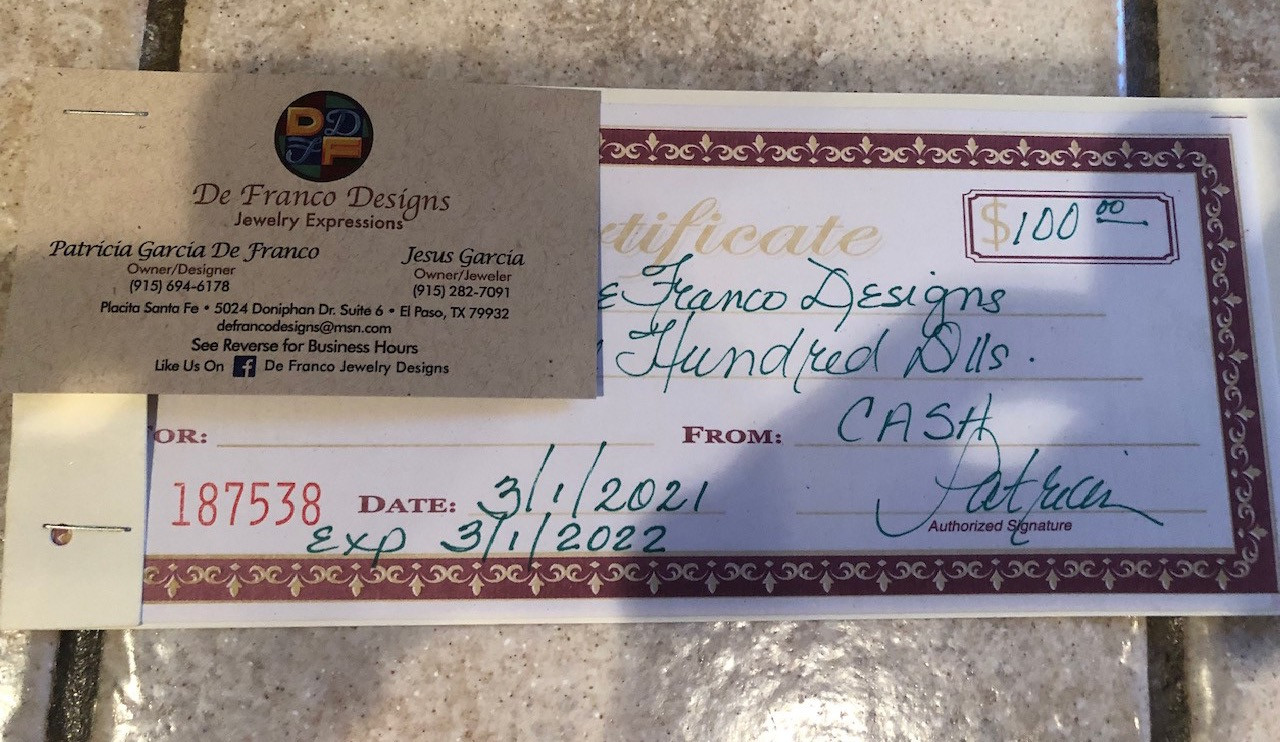 D D
F F
De Franco Designs
Jewelry Expressions
Patricia Garcia De Franco
Owner/Designer
(915) 694-6178
Jesus Garcia
Owner/Jeweler
(915) 282-7091
Placita Santa Fe • 5024 Doniphan Dr. Suite 6 • El Paso, TX 79932
defrancodesigns@msn.com
See Reverse for Business Hours
Like Us On f De Franco Jewelry Designs
tificate
$100 00
e Franco Designs
Hundred Dlls.
OR:
FROM: CASH
187538
DATE: 3/1/2021
Exp 3/1/2022
Patricia
Authorized Signature